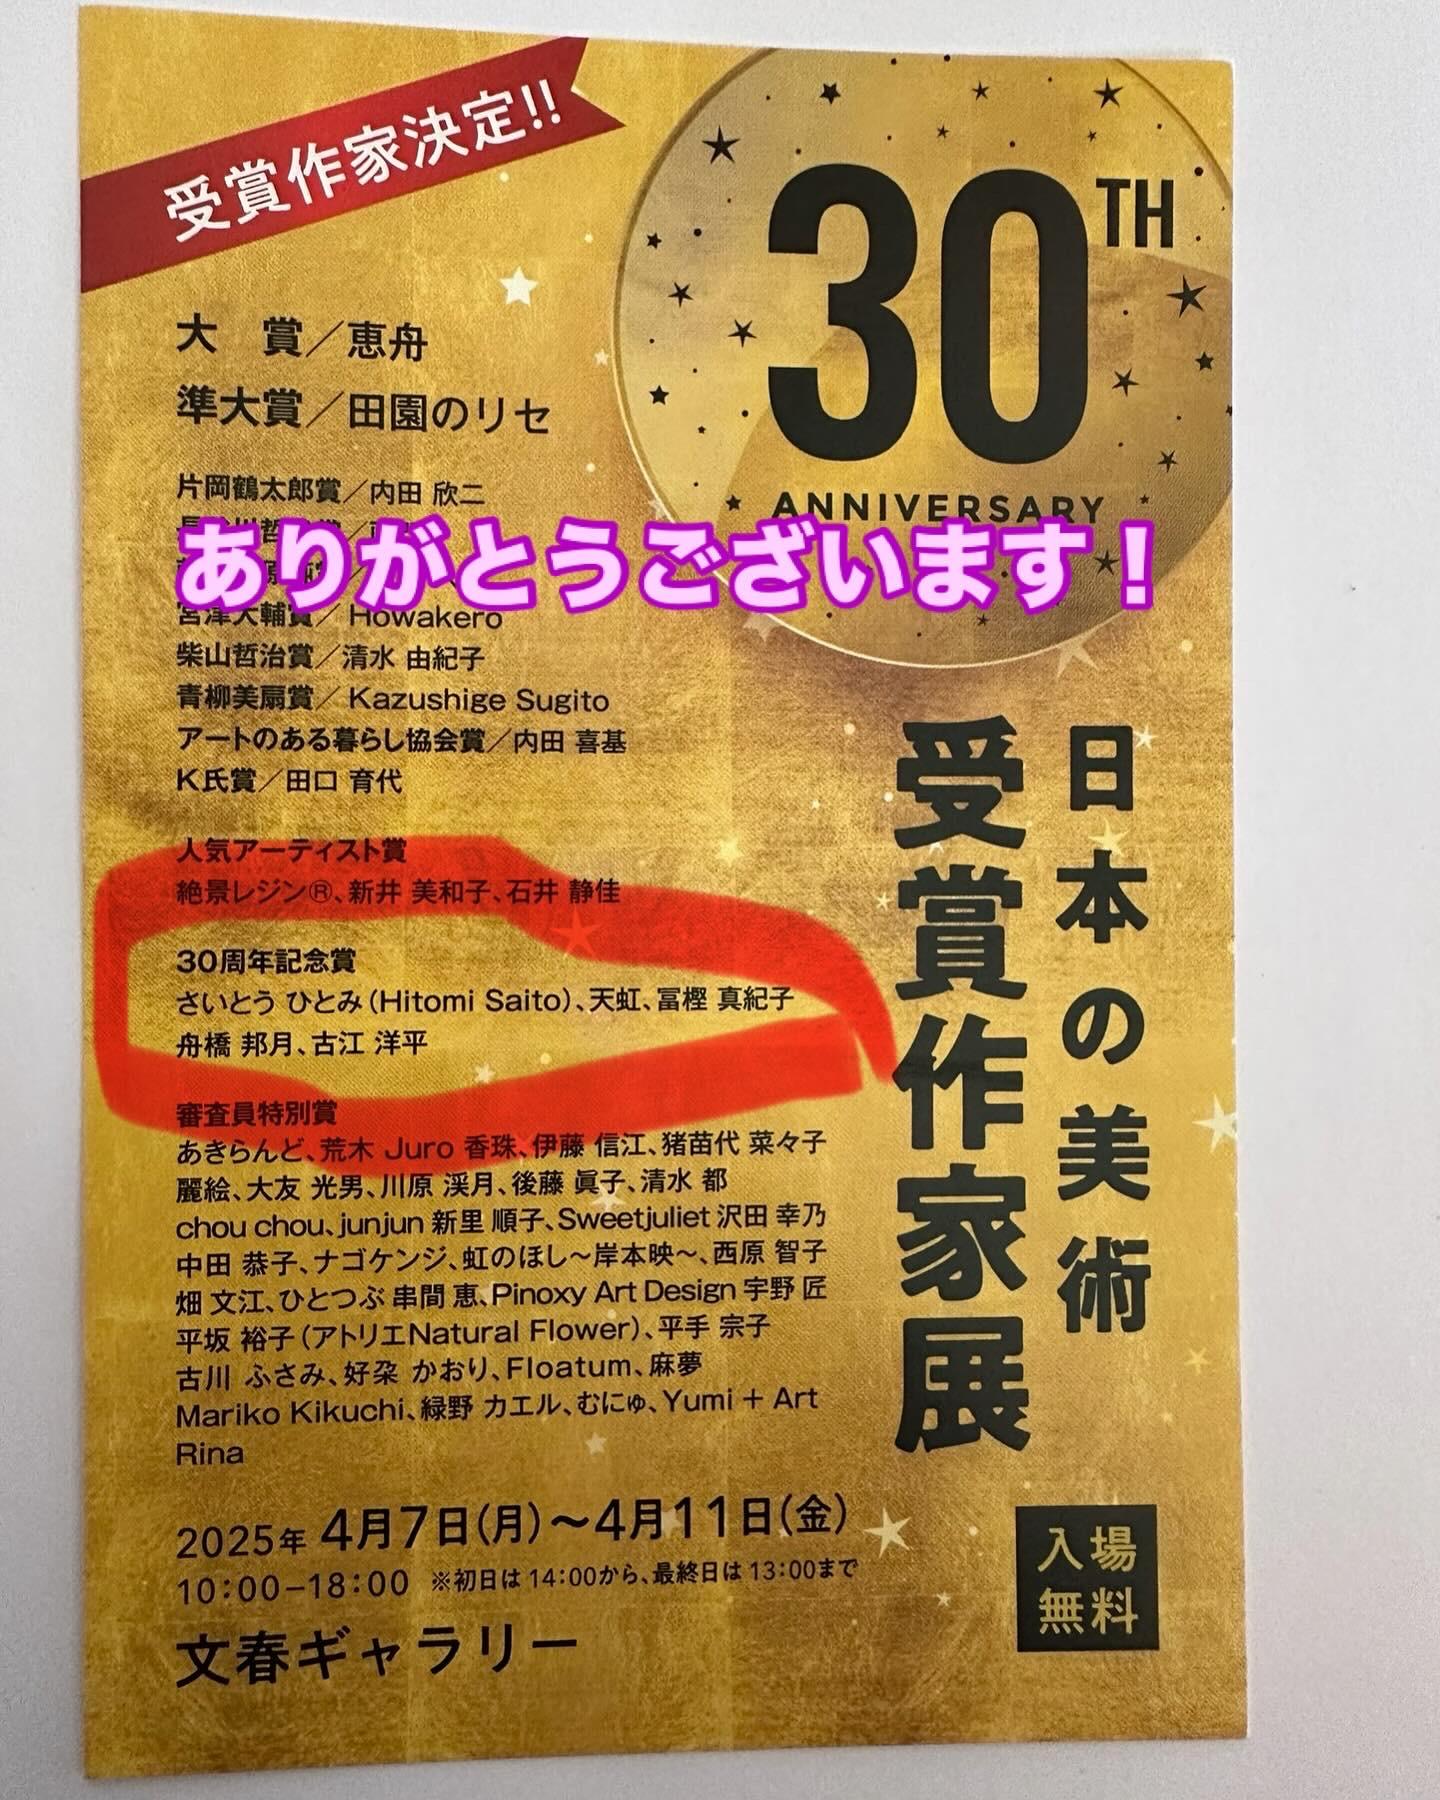 受賞作家決定!!
30TH
ANNIVERSARY
大　賞／恵舟
準大賞／田園のリセ
片岡鶴太郎賞／内田 欣二
ありがとうございます！
宮津大輔賞／Howakero
柴山哲治賞／清水 由紀子
青柳美扇賞／Kazushige Sugito
アートのある暮らし協会賞／内田 喜基
K氏賞／田口 育代
人気アーティスト賞
絶景レジン®、新井 美和子、石井 静佳
30周年記念賞
さいとう ひとみ（Hitomi Saito）、天虹、冨樫 真紀子
舟橋 邦月、古江 洋平
審査員特別賞
あきらんど、荒木 Juro 香珠、伊藤 信江、猪苗代 菜々子
麗絵、大友 光男、川原 渓月、後藤 眞子、清水 都
chou chou、junjun 新里 順子、Sweetjuliet 沢田 幸乃
中田 恭子、ナゴケンジ、虹のほし～岸本映～、西原 智子
畑 文江、ひとつぶ 串間 恵、Pinoxy Art Design 宇野 匠
平坂 裕子（アトリエNatural Flower）、平手 宗子
古川 ふさみ、好朶 かおり、Floatum、麻夢
Mariko Kikuchi、緑野 カエル、むにゅ、Yumi + Art
Rina
日本の美術
受賞作家展
2025年 4月7日(月)～4月11日(金)
10:00–18:00 ※初日は14:00から、最終日は13:00まで
文春ギャラリー
入場
無料